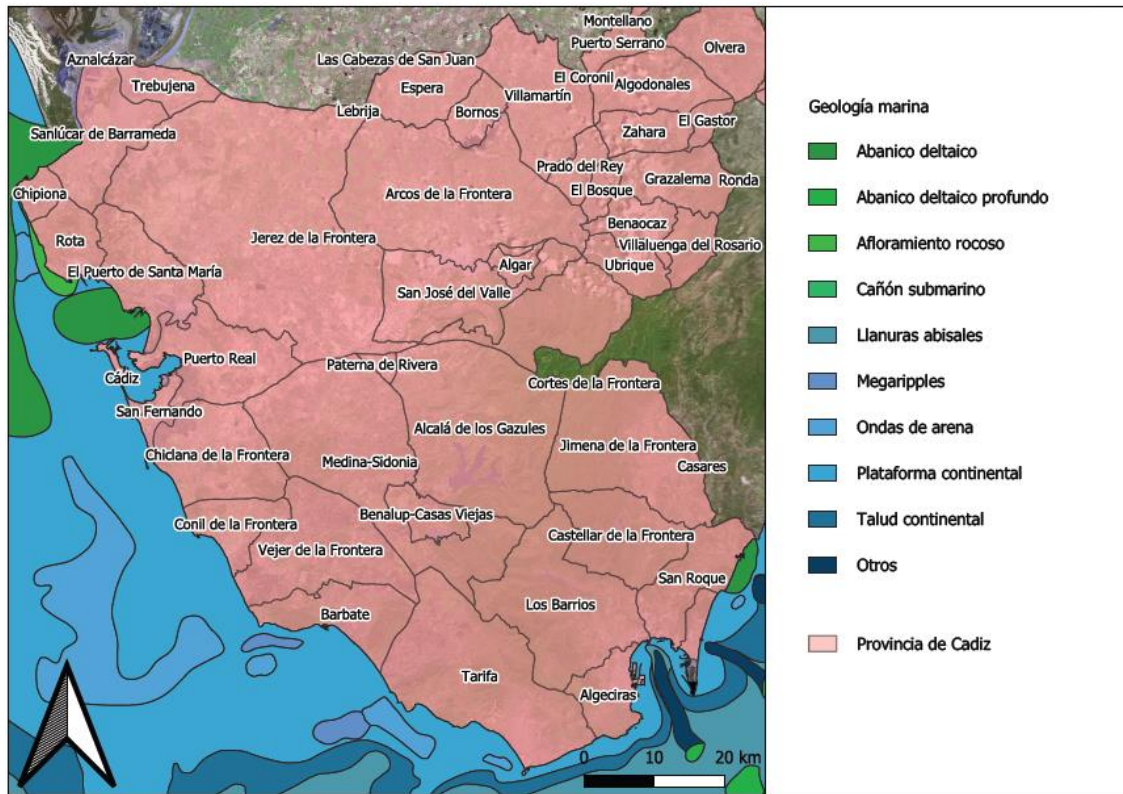 Montellano
Puerto Serrano
Olvera
Aznalcázar
Las Cabezas de San Juan
Trebujena
El Coronil
Espera
Algodonales
Villamartín
Lebrija
Bornos
El Gastor
Sanlúcar de Barrameda
Zahara
Prado del Rey
Chipiona
Arcos de la Frontera
El Bosque
Grazalema
Ronda
Benaocaz
Rota
Jerez de la Frontera
Villaluenga del Rosario
El Puerto de Santa María
Algar
Ubrique
San José del Valle
Puerto Real
Paterna de Rivera
Cádiz
Cortes de la Frontera
San Fernando
Alcalá de los Gazules
Chiclana de la Frontera
Jimena de la Frontera
Medina-Sidonia
Casares
Benalup-Casas Viejas
Conil de la Frontera
Castellar de la Frontera
Vejer de la Frontera
San Roque
Barbate
Los Barrios
Tarifa
Algeciras
0 10 20 km
Geología marina
Abanico deltaico
Abanico deltaico profundo
Afloramiento rocoso
Cañón submarino
Llanuras abisales
Megaripples
Ondas de arena
Plataforma continental
Talud continental
Otros
Provincia de Cadiz